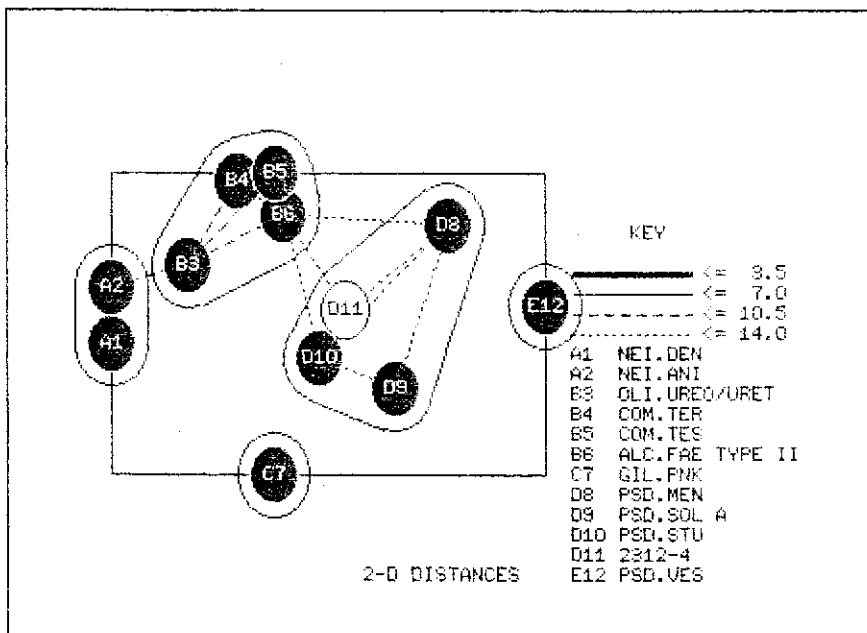 B4 B5
B6
D8
KEY
B3
A2
<= 3.5
<= 7.0
D11
E12
<= 10.5
<= 14.0
A1
D10
A1 NEI.DEN
A2 NEI.ANI
D9
B3 OLI.UREO/URET
B4 COM.TER
B5 COM.TES
B6 ALC.FAE TYPE II
C7
C7 GIL.PNK
D8 PSD.MEN
D9 PSD.SOL A
D10 PSD.STU
D11 2312-4
2-D DISTANCES
E12 PSD.VES